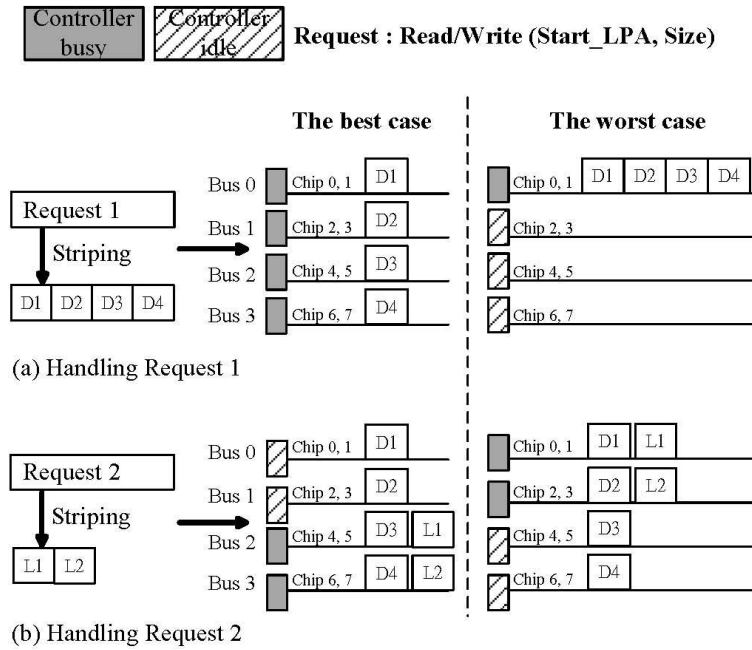 Controller busy
Controller idle
Request : Read/Write (Start_LPA, Size)
The best case
The worst case
Request 1
Striping
D1 D2 D3 D4
Bus 0 Chip 0, 1 D1
Bus 1 Chip 2, 3 D2
Bus 2 Chip 4, 5 D3
Bus 3 Chip 6, 7 D4
Chip 0, 1 D1 D2 D3 D4
Chip 2, 3
Chip 4, 5
Chip 6, 7
(a) Handling Request 1
Request 2
Striping
L1 L2
Bus 0 Chip 0, 1 D1
Bus 1 Chip 2, 3 D2
Bus 2 Chip 4, 5 D3 L1
Bus 3 Chip 6, 7 D4 L2
Chip 0, 1 D1 L1
Chip 2, 3 D2 L2
Chip 4, 5 D3
Chip 6, 7 D4
(b) Handling Request 2